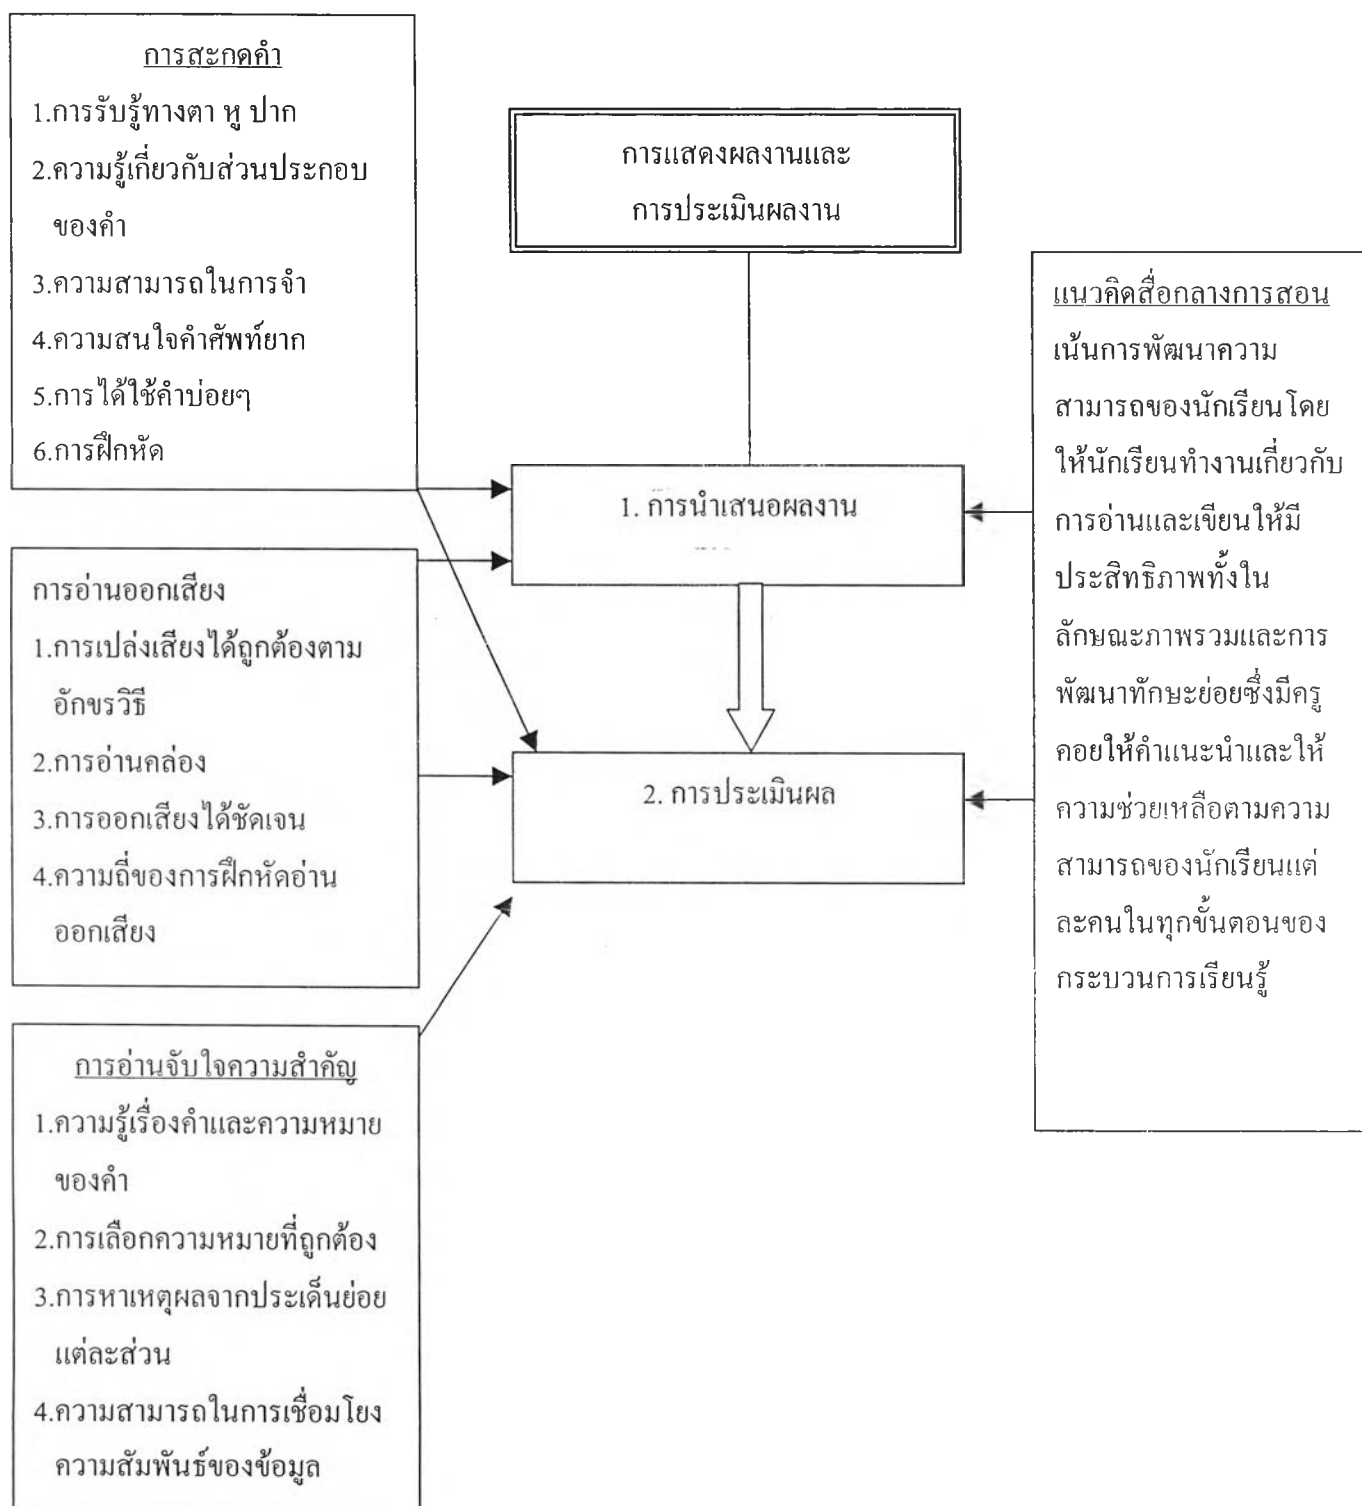 การสะกดคำ
1.การรับรู้ทางตา หู ปาก
2.ความรู้เกี่ยวกับส่วนประกอบ
ของคำ
3.ความสามารถในการจำ
4.ความสนใจคำศัพท์ยาก
5.การได้ใช้คำบ่อยๆ
6.การฝึกหัด
การแสดงผลงานและ
การประเมินผลงาน
1. การนำเสนอผลงาน
2. การประเมินผล
การอ่านออกเสียง
1.การเปล่งเสียงได้ถูกต้องตาม
อักขรวิธี
2.การอ่านคล่อง
3.การออกเสียงได้ชัดเจน
4.ความถี่ของการฝึกหัดอ่าน
ออกเสียง
การอ่านจับใจความสำคัญ
1.ความรู้เรื่องคำและความหมาย
ของคำ
2.การเลือกความหมายที่ถูกต้อง
3.การหาเหตุผลจากประเด็นย่อย
แต่ละส่วน
4.ความสามารถในการเชื่อมโยง
ความสัมพันธ์ของข้อมูล
แนวคิดสื่อกลางการสอน
เน้นการพัฒนาความ
สามารถของนักเรียนโดย
ให้นักเรียนทำงานเกี่ยวกับ
การอ่านและเขียนให้มี
ประสิทธิภาพทั้งใน
ลักษณะภาพรวมและการ
พัฒนาทักษะย่อยซึ่งมีครู
คอยให้คำแนะนำและให้
ความช่วยเหลือตามความ
สามารถของนักเรียนแต่
ละคนในทุกขั้นตอนของ
กระบวนการเรียนรู้